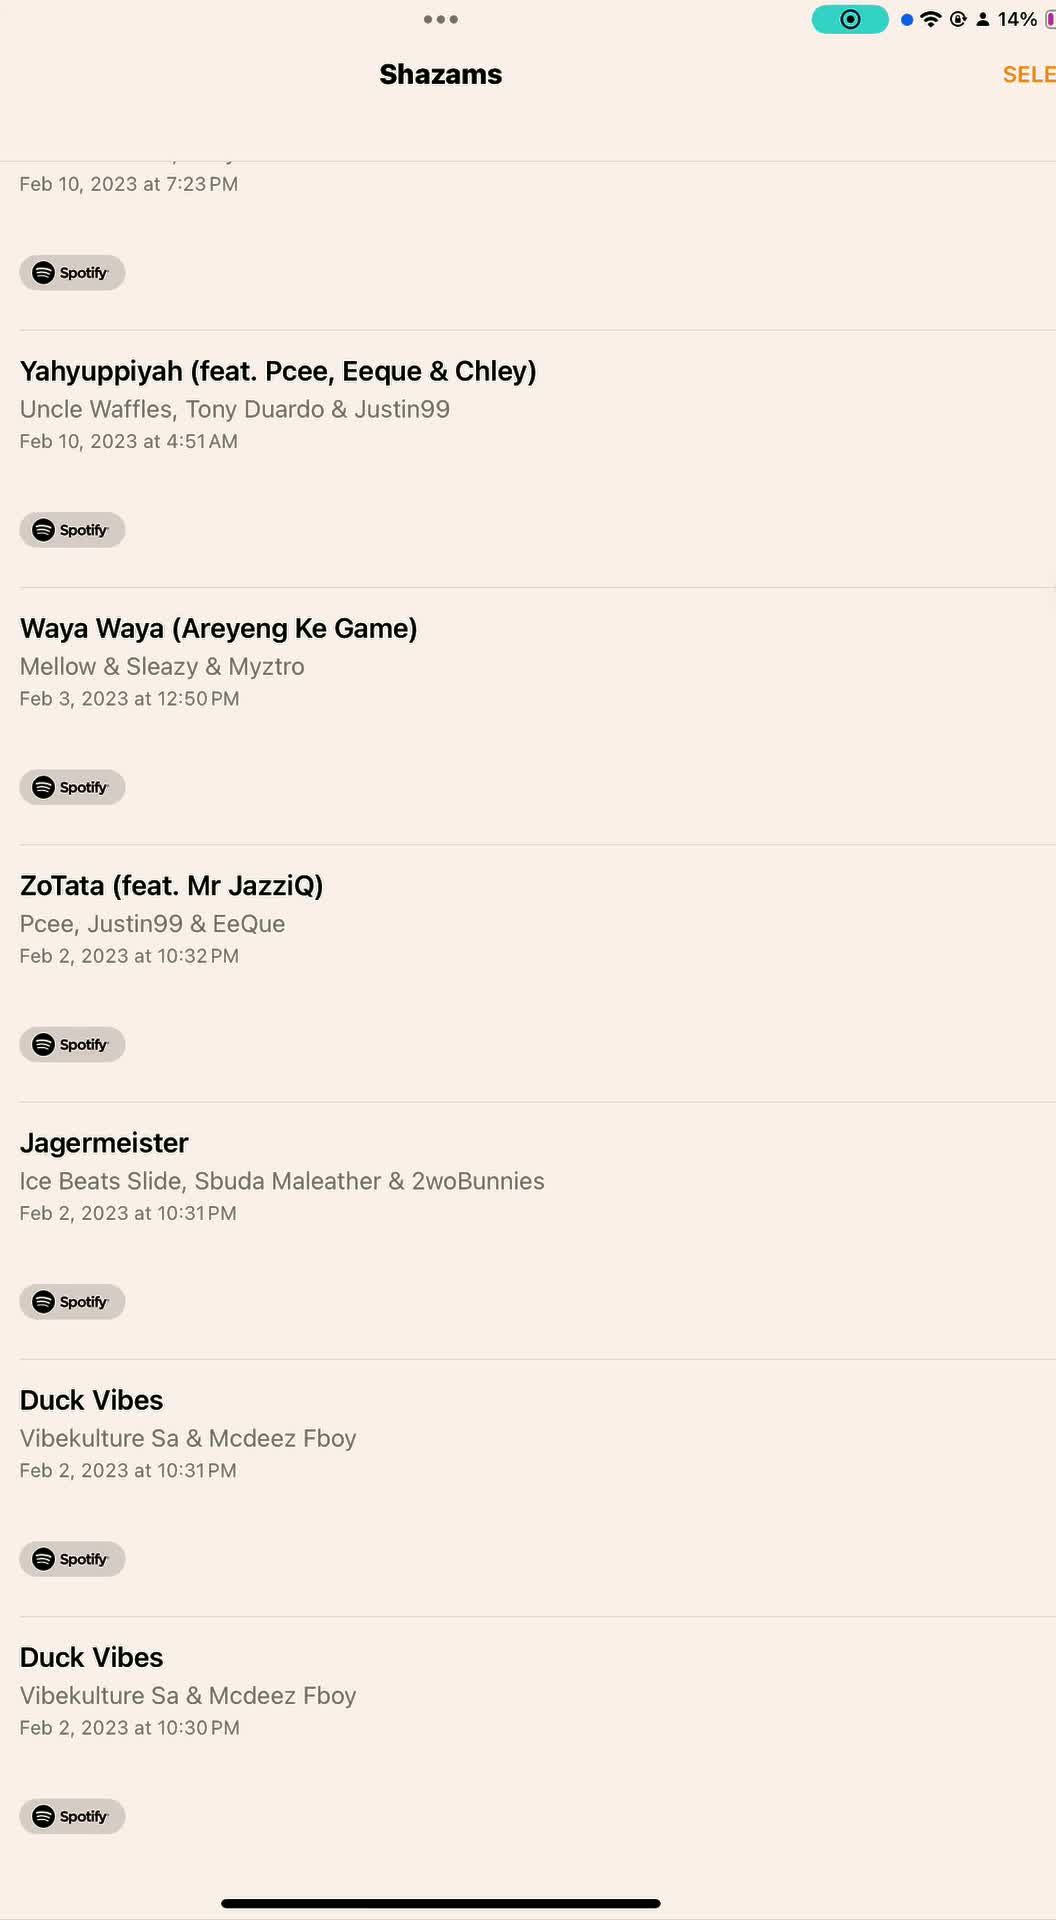 14%
Shazams
SELE
Feb 10, 2023 at 7:23 PM
Spotify
Yahyuppiyah (feat. Pcee, Eeque & Chley)
Uncle Waffles, Tony Duardo & Justin99
Feb 10, 2023 at 4:51 AM
Spotify
Waya Waya (Areyeng Ke Game)
Mellow & Sleazy & Myztro
Feb 3, 2023 at 12:50 PM
Spotify
ZoTata (feat. Mr JazziQ)
Pcee, Justin99 & EeQue
Feb 2, 2023 at 10:32 PM
Spotify
Jagermeister
Ice Beats Slide, Sbuda Maleather & 2woBunnies
Feb 2, 2023 at 10:31 PM
Spotify
Duck Vibes
Vibekulture Sa & Mcdeez Fboy
Feb 2, 2023 at 10:31 PM
Spotify
Duck Vibes
Vibekulture Sa & Mcdeez Fboy
Feb 2, 2023 at 10:30 PM
Spotify